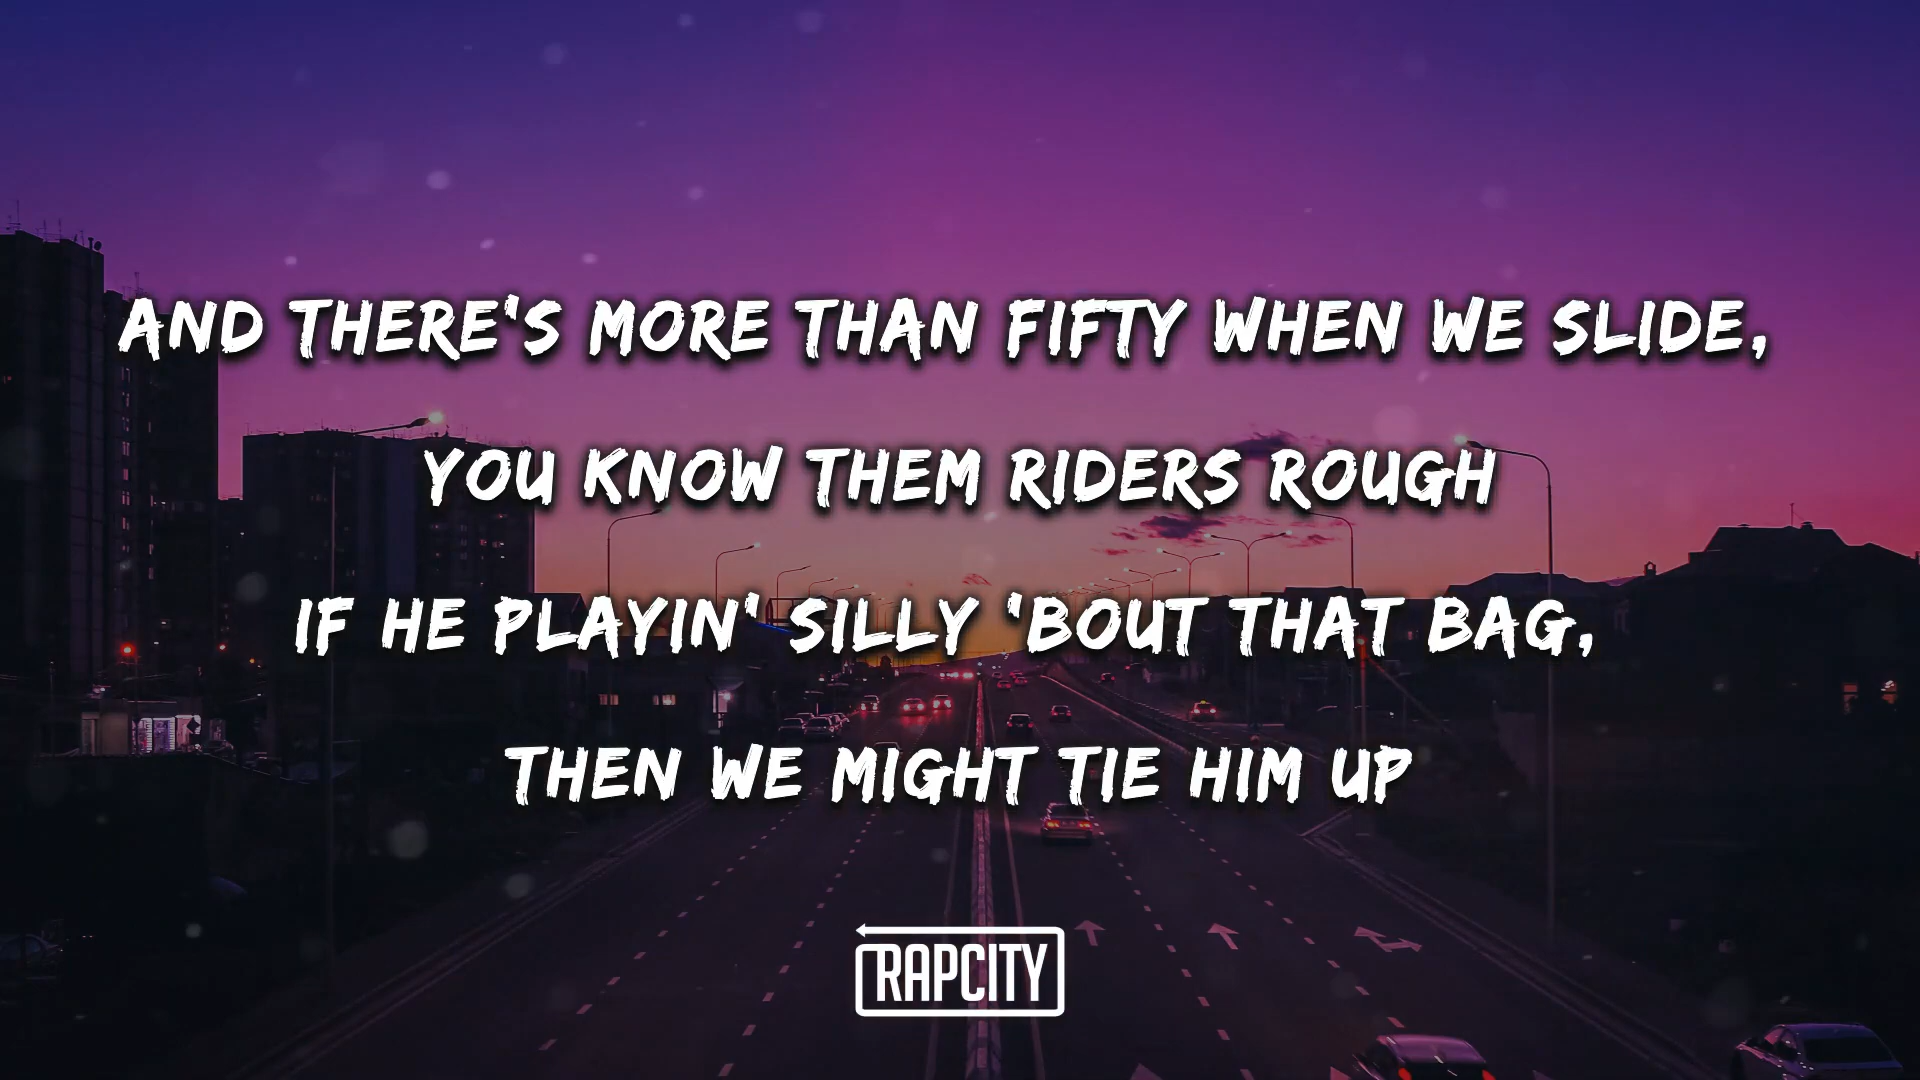 AND THERE'S MORE THAN FIFTY WHEN WE SLIDE,
YOU KNOW THEM RIDERS ROUGH
IF HE PLAYIN' SILLY 'BOUT THAT BAG,
THEN WE MIGHT TIE HIM UP
RAPCITY